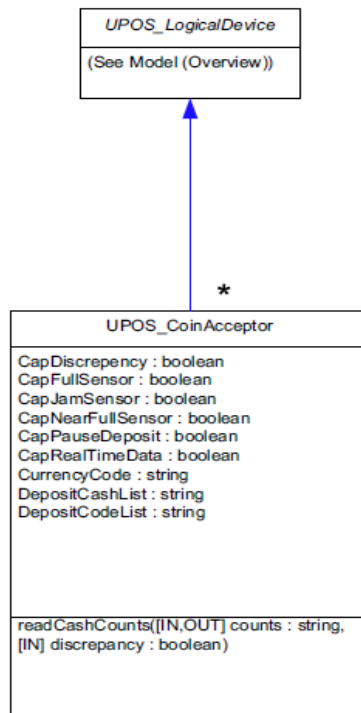 UPOS_LogicalDevice
(See Model (Overview))
*
UPOS_CoinAcceptor
CapDiscrepency : boolean
CapFullSensor : boolean
CapJamSensor : boolean
CapNearFullSensor : boolean
CapPauseDeposit : boolean
CapRealTimeData : boolean
CurrencyCode : string
DepositCashList : string
DepositCodeList : string
readCashCounts([IN,OUT] counts : string,
[IN] discrepancy : boolean)